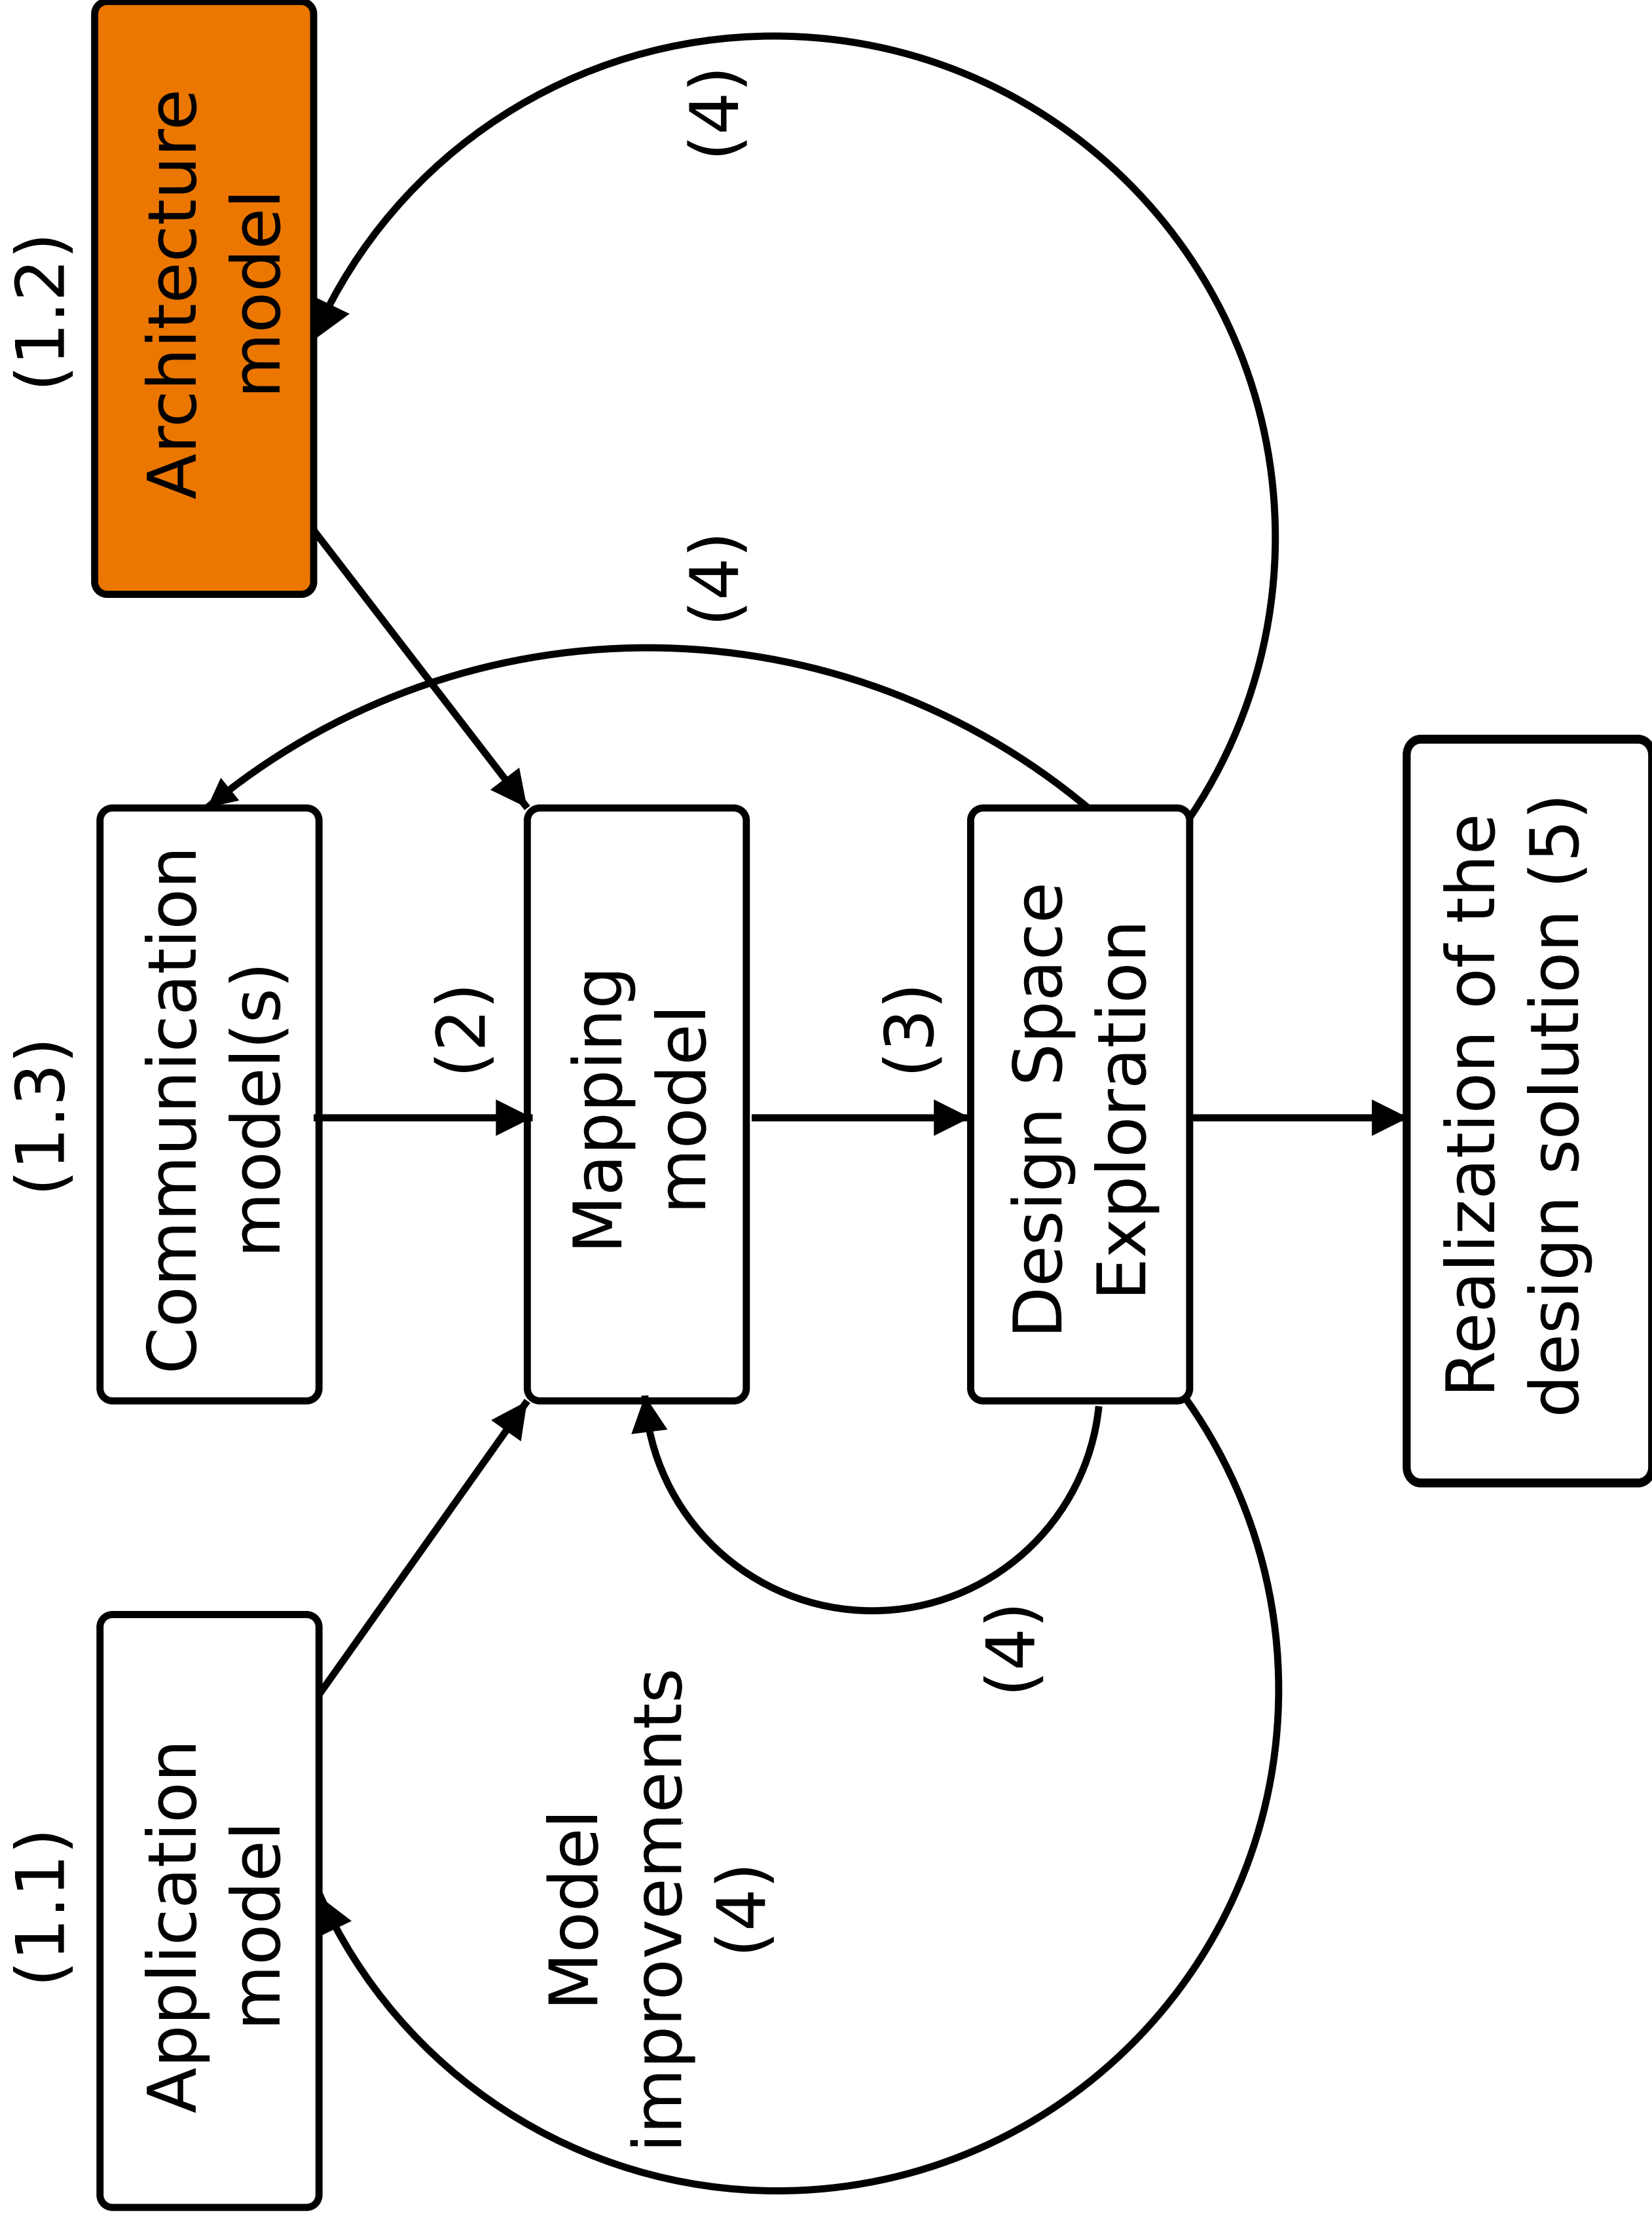 (1.1)
(1.3)
(1.2)
Application
model
Communication
model(s)
Architecture
model
(2)
Mapping
model
Model
improvements
(4)
(4)
(4)
(3)
(4)
Design Space
Exploration
Realization of the
design solution (5)